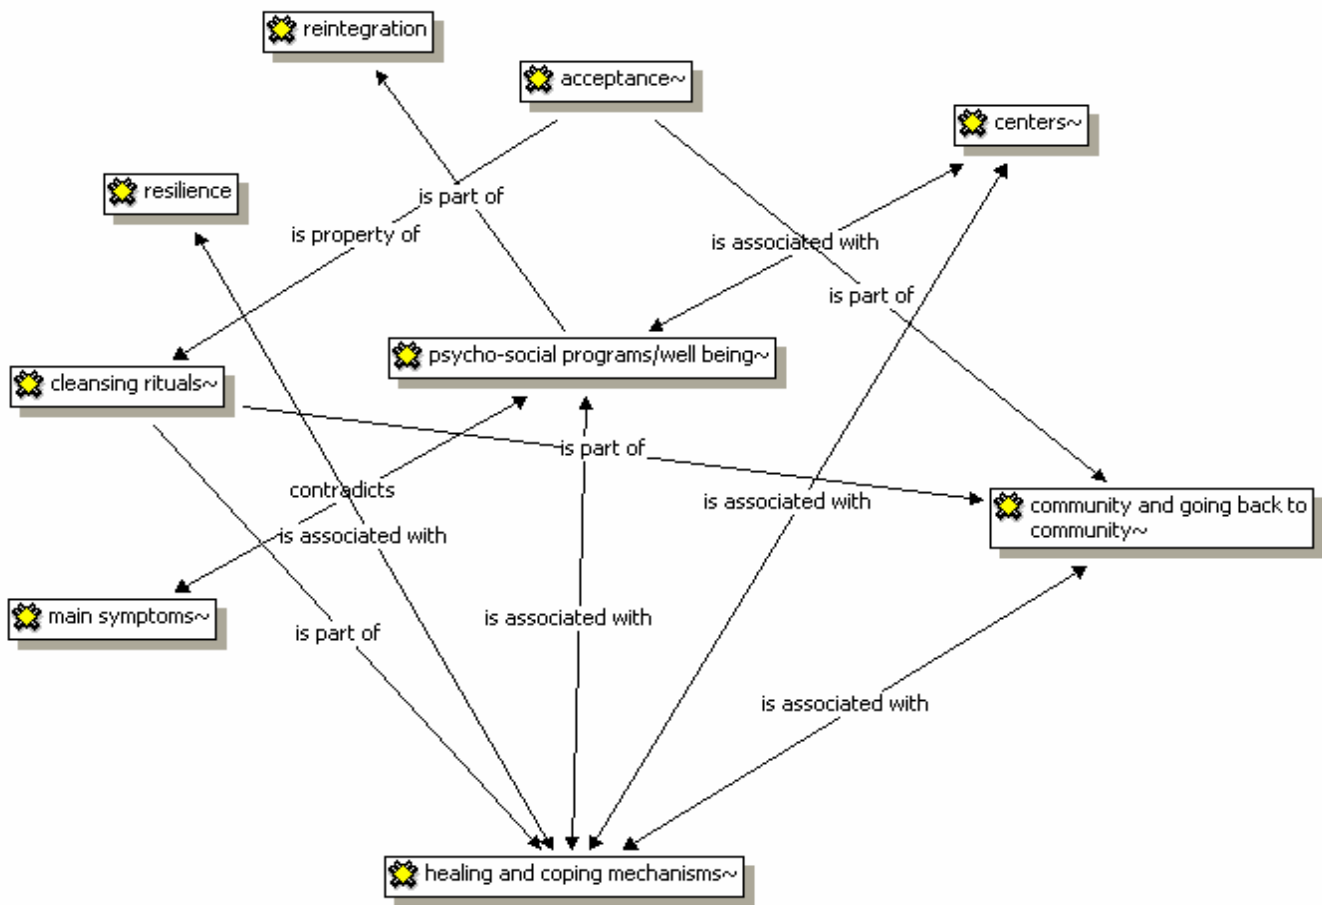 reintegration
acceptance~
centers~
resilience
is part of
is property of
is associated with
is part of
psycho-social programs/well being~
cleansing rituals~
is part of
contradicts
is associated with
community and going back to
community~
is associated with
main symptoms~
is associated with
is part of
is associated with
healing and coping mechanisms~